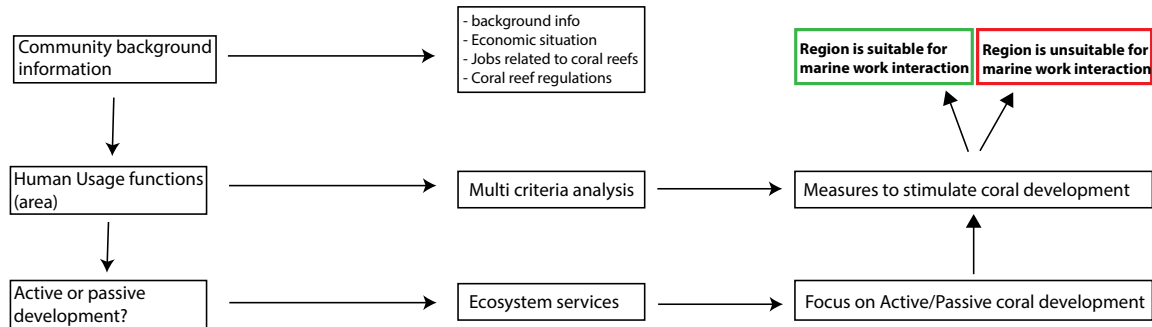 Community background
information
- background info
- Economic situation
- Jobs related to coral reefs
- Coral reef regulations
Region is suitable for
marine work interaction
Region is unsuitable for
marine work interaction
Human Usage functions
(area)
Multi criteria analysis
Measures to stimulate coral development
Active or passive
development?
Ecosystem services
Focus on Active/Passive coral development